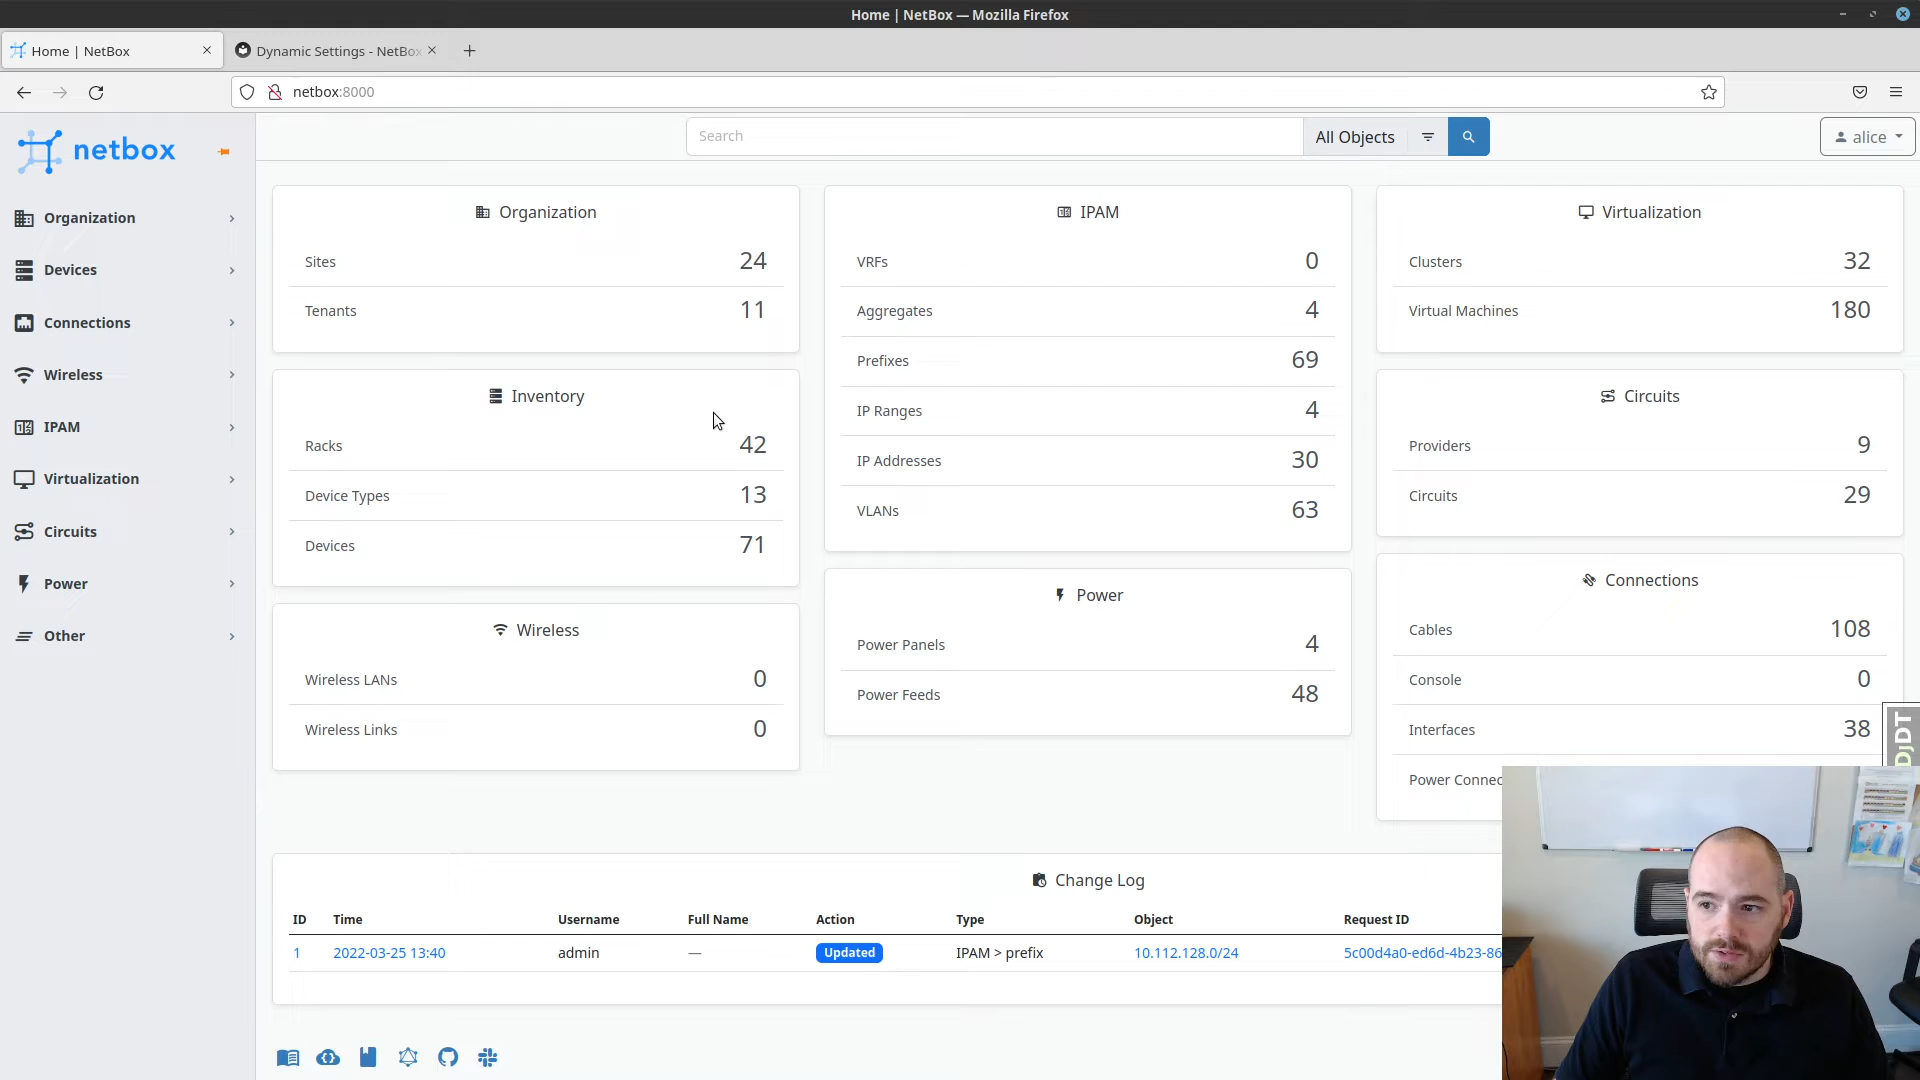 Home | NetBox — Mozilla Firefox
Home | NetBox
Dynamic Settings - NetBox
netbox:8000
netbox
Search
All Objects
alice
Organization
Devices
Connections
Wireless
IPAM
Virtualization
Circuits
Power
Other
Organization
Sites 24
Tenants 11
Inventory
Racks 42
Device Types 13
Devices 71
Wireless
Wireless LANs 0
Wireless Links 0
IPAM
VRFs 0
Aggregates 4
Prefixes 69
IP Ranges 4
IP Addresses 30
VLANs 63
Power
Power Panels 4
Power Feeds 48
Virtualization
Clusters 32
Virtual Machines 180
Circuits
Providers 9
Circuits 29
Connections
Cables 108
Console 0
Interfaces 38
Power Connec
DjDT
Change Log
ID Time Username Full Name Action Type Object Request ID
1 2022-03-25 13:40 admin — Updated IPAM > prefix 10.112.128.0/24 5c00d4a0-ed6d-4b23-86